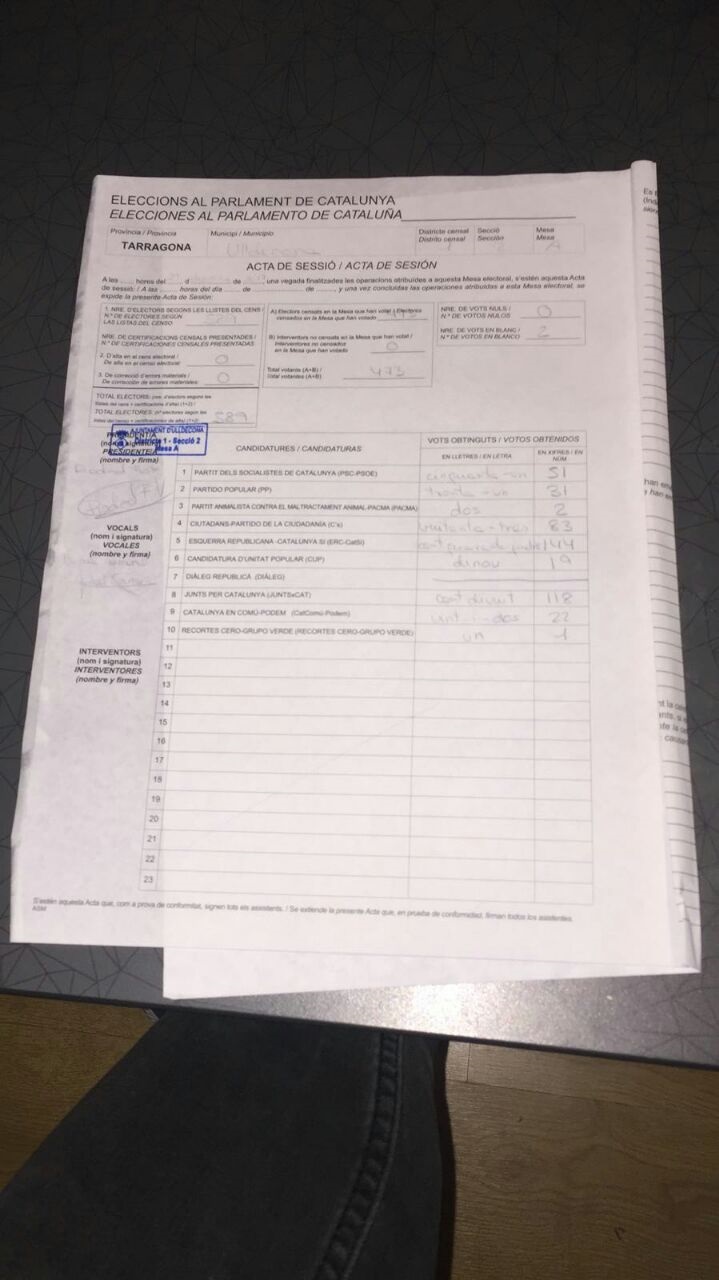 ELECCIONS AL PARLAMENT DE CATALUNYA
ELECCIONES AL PARLAMENTO DE CATALUÑA
Província / Provincia
TARRAGONA
Municipi / Municipio
Ulldecona
Districte censal
Distrito censal
1
Secció
Sección
2
Mesa
Mesa
A
ACTA DE SESSIÓ / ACTA DE SESIÓN
A les ........ hores del d de una vegada finalitzades les operacions atribuïdes a aquesta Mesa electoral, s'estén aquesta Acta
de sessió: / A las ........ horas del día ............. de ............. de ........, y una vez concluidas las operaciones atribuidas a esta Mesa electoral, se
expide la presente Acta de Sesión:
1. NRE. D'ELECTORS SEGONS LES LLISTES DEL CENS /
N.º DE ELECTORES SEGÚN
LAS LISTAS DEL CENSO
589
NRE. DE CERTIFICACIONS CENSALS PRESENTADES /
N.º DE CERTIFICACIONES CENSALES PRESENTADAS
2. D'alta en el cens electoral /
De alta en el censo electoral
0
3. De correcció d'errors materials /
De corrección de errores materiales
0
TOTAL ELECTORS: (nre. d'electors segons les
llistes del cens + certificacions d'alta) (1+2) /
TOTAL ELECTORES: (nº electores según las
listas del censo + certificaciones de alta) (1+2)
589
A) Electors censats en la Mesa que han votat / Electores
censados en la Mesa que han votado
473
B) Interventors no censats en la Mesa que han votat /
Interventores no censados
en la Mesa que han votado
0
Total votants (A+B) /
Total votantes (A+B)
473
NRE. DE VOTS NULS /
N.º DE VOTOS NULOS
0
NRE. DE VOTS EN BLANC /
N.º DE VOTOS EN BLANCO
2
AJUNTAMENT D'ULLDECONA
Districte 1 - Secció 2
Mesa A
PRESIDENT/A
(nom i signatura)
PRESIDENTE/A
(nombre y firma)
VOCALS
(nom i signatura)
VOCALES
(nombre y firma)
INTERVENTORS
(nom i signatura)
INTERVENTORES
(nombre y firma)
CANDIDATURES / CANDIDATURAS
VOTS OBTINGUTS / VOTOS OBTENIDOS
EN LLETRES / EN LETRA
EN XIFRES / EN NÚM
1 PARTIT DELS SOCIALISTES DE CATALUNYA (PSC-PSOE) cinquanta-un 51
2 PARTIDO POPULAR (PP) trenta-un 31
3 PARTIT ANIMALISTA CONTRA EL MALTRACTAMENT ANIMAL-PACMA (PACMA) dos 2
4 CIUTADANS-PARTIDO DE LA CIUDADANÍA (C's) vuitanta-tres 83
5 ESQUERRA REPUBLICANA-CATALUNYA SÍ (ERC-CatSí) cent quaranta-quatre 144
6 CANDIDATURA D'UNITAT POPULAR (CUP) dinou 19
7 DIÀLEG REPUBLICÀ (DIÀLEG)
8 JUNTS PER CATALUNYA (JUNTSxCAT) cent divuit 118
9 CATALUNYA EN COMÚ-PODEM (CatComú-Podem) vint-i-dos 22
10 RECORTES CERO-GRUPO VERDE (RECORTES CERO-GRUPO VERDE) un 1
11
12
13
14
15
16
17
18
19
20
21
22
23
S'estén aquesta Acta que, com a prova de conformitat, signen tots els assistents. / Se extiende la presente Acta que, en prueba de conformidad, firman todos los asistentes.
ASM